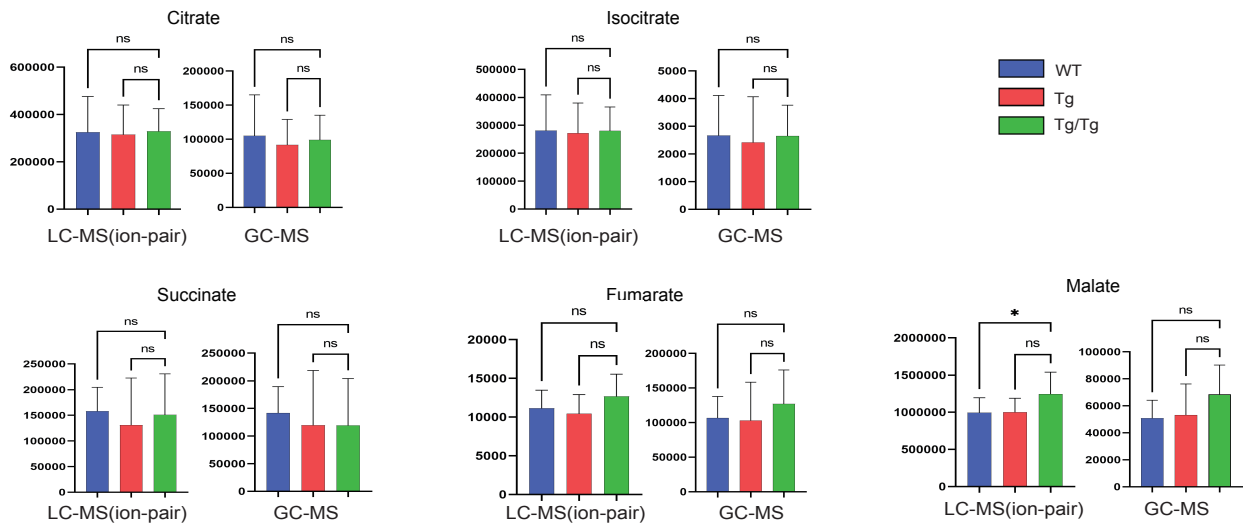 Citrate
ns
ns
600000
400000
200000
0
LC-MS(ion-pair)
ns
ns
200000
150000
100000
50000
0
GC-MS
Isocitrate
ns
ns
500000
400000
300000
200000
100000
0
LC-MS(ion-pair)
ns
ns
5000
4000
3000
2000
1000
0
GC-MS
WT
Tg
Tg/Tg
Succinate
ns
ns
250000
200000
150000
100000
50000
0
LC-MS(ion-pair)
ns
ns
250000
200000
150000
100000
50000
0
GC-MS
Fumarate
ns
ns
20000
15000
10000
5000
0
LC-MS(ion-pair)
ns
ns
200000
150000
100000
50000
0
GC-MS
Malate
*
ns
2000000
1500000
1000000
500000
0
LC-MS(ion-pair)
ns
ns
100000
80000
60000
40000
20000
0
GC-MS